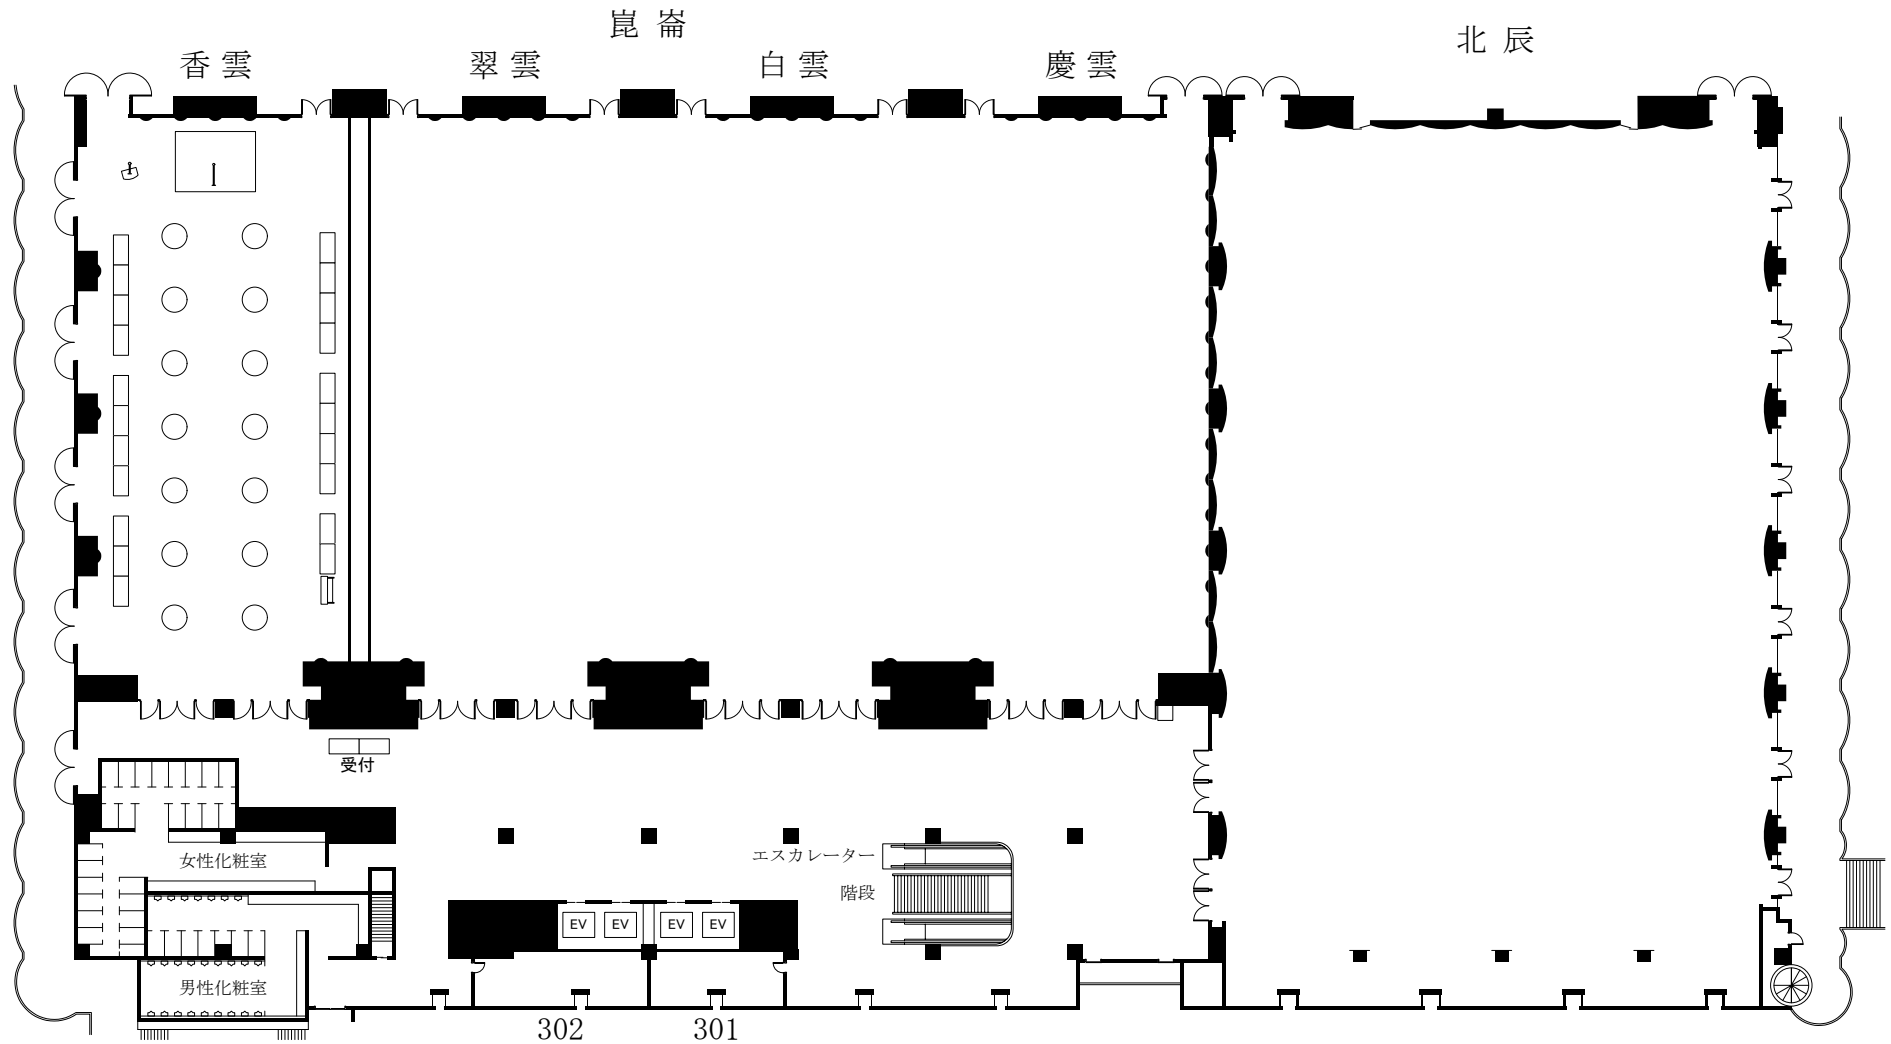 崑崙
北辰
香雲
翠雲
白雲
慶雲
受付
エスカレーター
女性化粧室
階段
EV
EV
EV
EV
男性化粧室
302
301